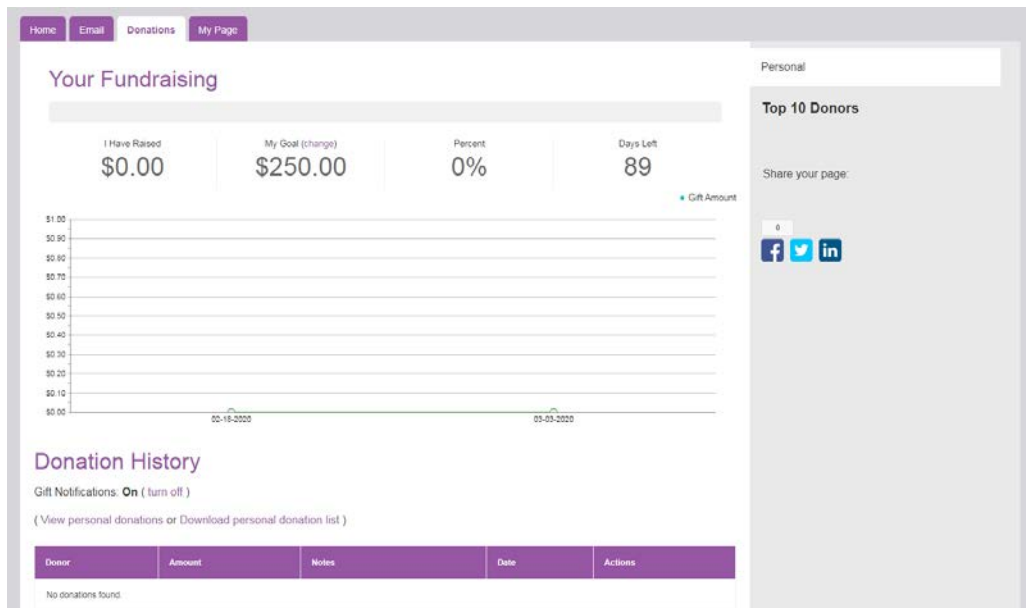 Home Email Donations My Page
Your Fundraising
I Have Raised My Goal (change) Percent Days Left
$0.00 $250.00 0% 89
Gift Amount
$1.00
$0.90
$0.80
$0.70
$0.60
$0.50
$0.40
$0.30
$0.20
$0.10
$0.00
02-18-2020 03-03-2020
Donation History
Gift Notifications: On ( turn off )
( View personal donations or Download personal donation list )
Donor Amount Notes Date Actions
No donations found.
Personal
Top 10 Donors
Share your page:
0
f in